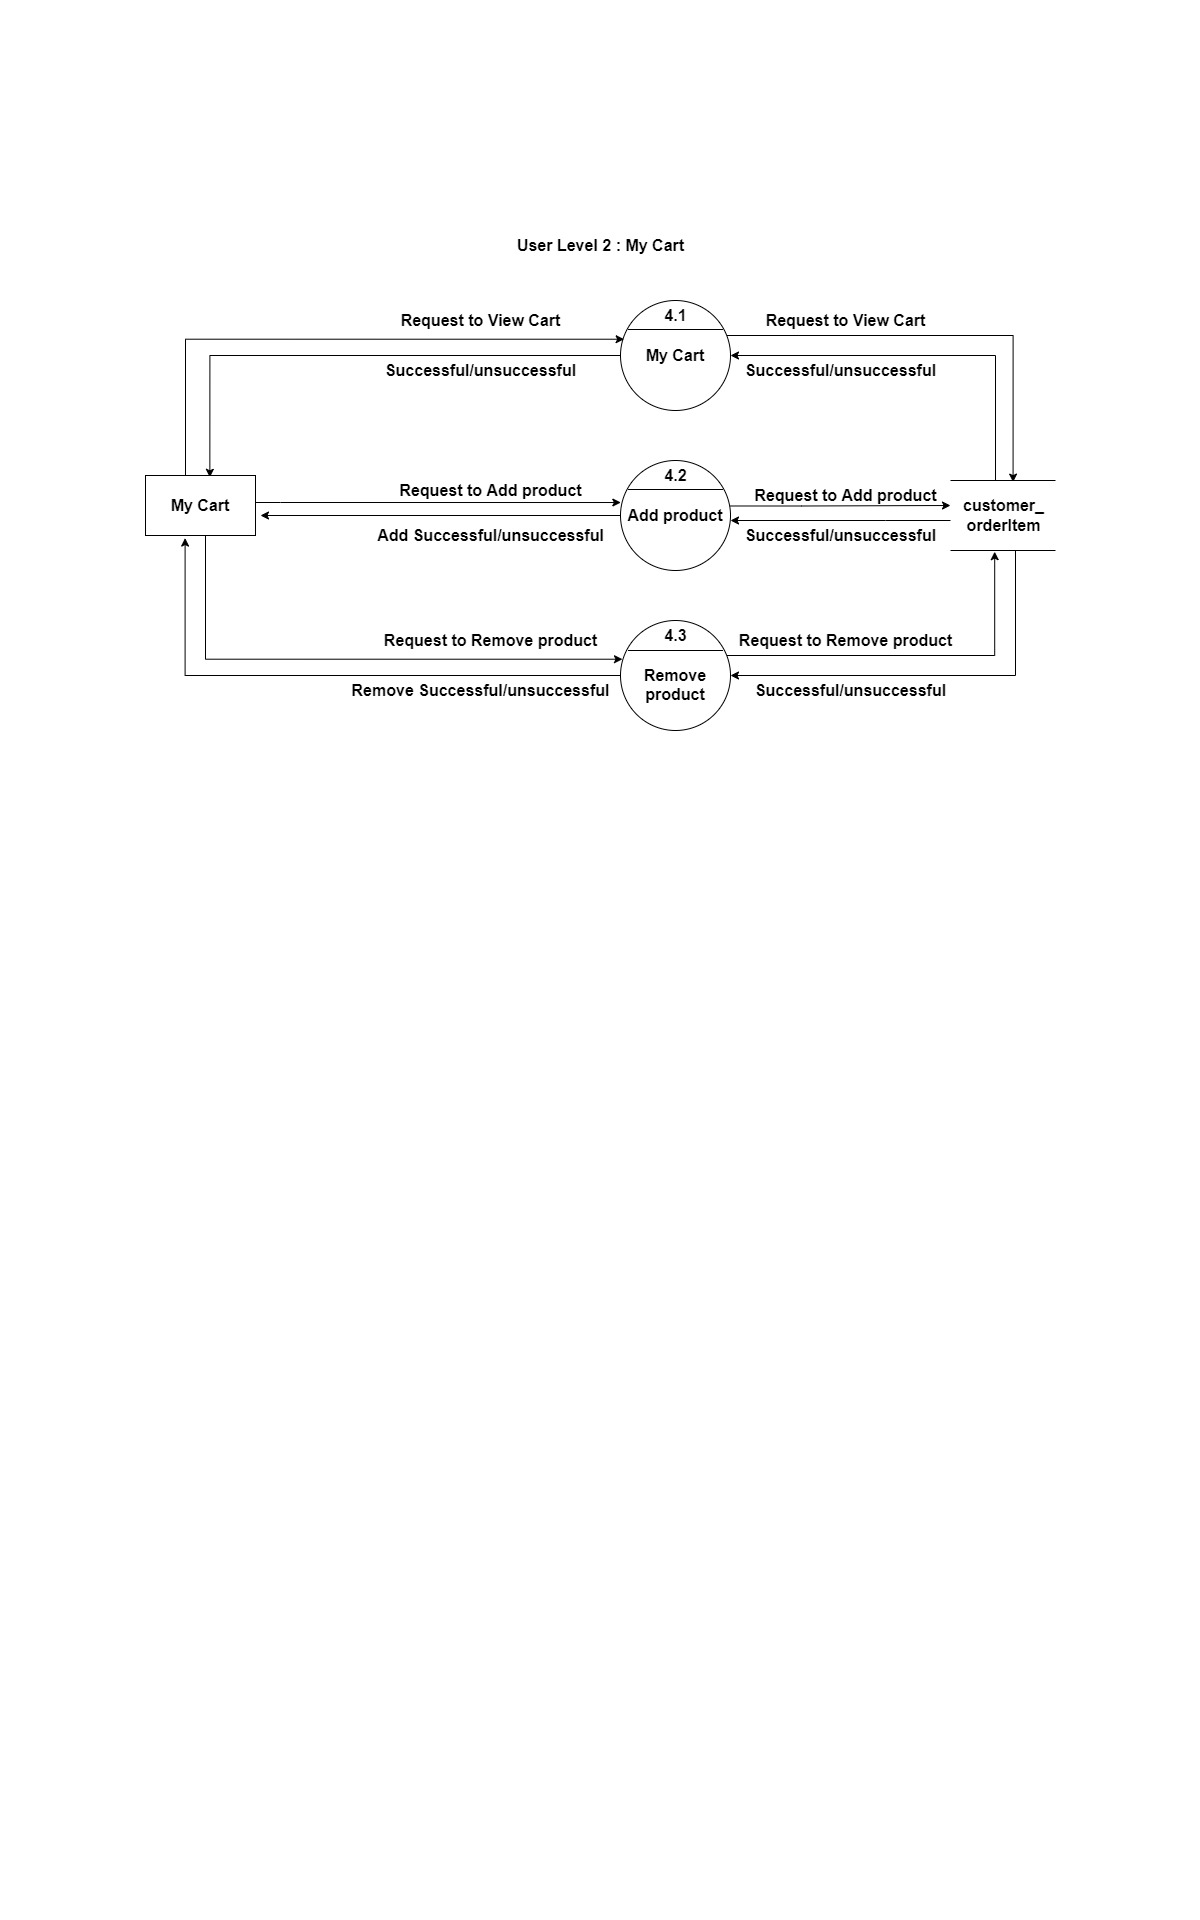 User Level 2 : My Cart
4.1
Request to View Cart
Request to View Cart
My Cart
Successful/unsuccessful
Successful/unsuccessful
4.2
Request to Add product
Request to Add product
My Cart
Add product
customer_
orderItem
Add Successful/unsuccessful
Successful/unsuccessful
4.3
Request to Remove product
Request to Remove product
Remove
product
Remove Successful/unsuccessful
Successful/unsuccessful